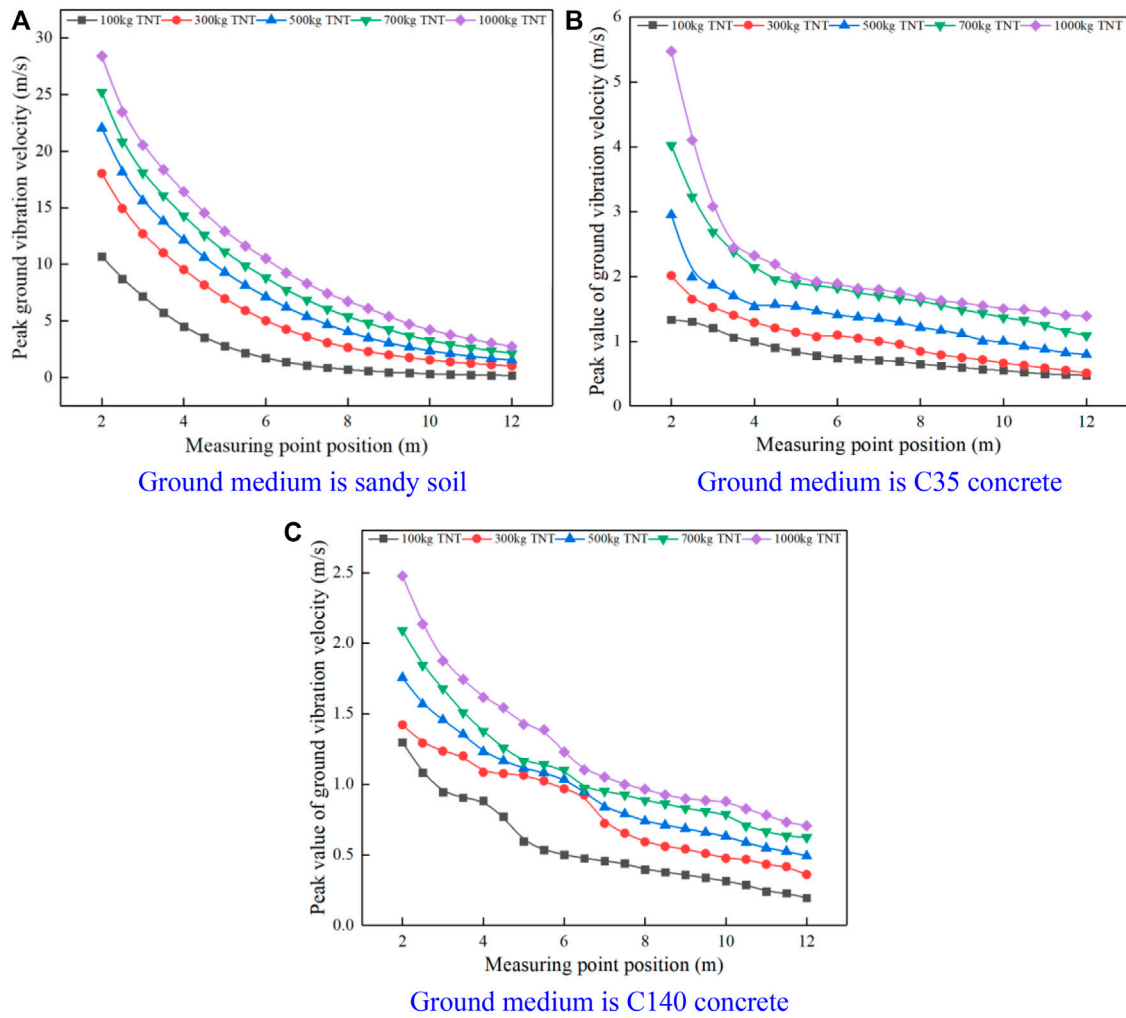 A
100kg TNT 300kg TNT 500kg TNT 700kg TNT 1000kg TNT
Peak ground vibration velocity (m/s)
30
25
20
15
10
5
0
2 4 6 8 10 12
Measuring point position (m)
Ground medium is sandy soil
B
100kg TNT 300kg TNT 500kg TNT 700kg TNT 1000kg TNT
Peak value of ground vibration velocity (m/s)
6
5
4
3
2
1
0
2 4 6 8 10 12
Measuring point position (m)
Ground medium is C35 concrete
C
100kg TNT 300kg TNT 500kg TNT 700kg TNT 1000kg TNT
Peak value of ground vibration velocity (m/s)
2.5
2.0
1.5
1.0
0.5
0.0
2 4 6 8 10 12
Measuring point position (m)
Ground medium is C140 concrete